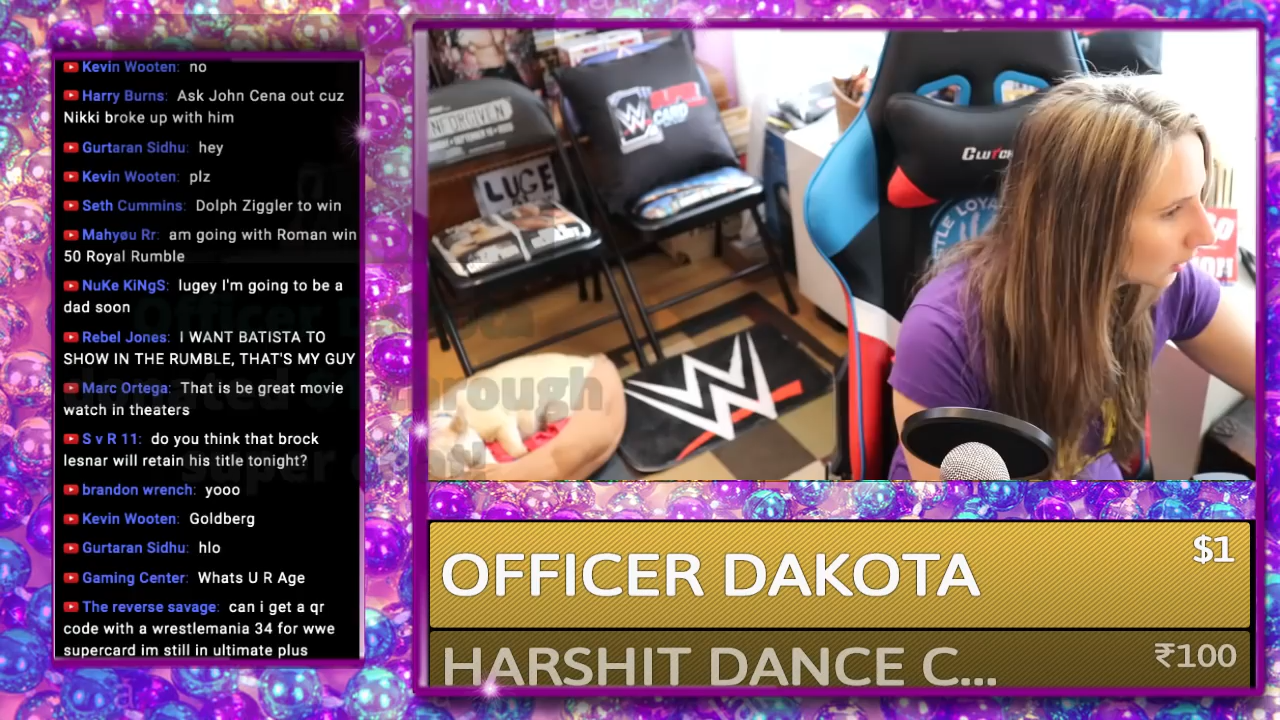 Kevin Wooten: no
Harry Burns: Ask John Cena out cuz
Nikki broke up with him
Gurtaran Sidhu: hey
Kevin Wooten: plz
Seth Cummins: Dolph Ziggler to win
Mahyøu Rr: am going with Roman win
50 Royal Rumble
NuKe KiNgS: lugey I'm going to be a
dad soon
Rebel Jones: I WANT BATISTA TO
SHOW IN THE RUMBLE, THAT'S MY GUY
Marc Ortega: That is be great movie
watch in theaters
S v R 11: do you think that brock
lesnar will retain his title tonight?
brandon wrench: yooo
Kevin Wooten: Goldberg
Gurtaran Sidhu: hlo
Gaming Center: Whats U R Age
The reverse savage: can i get a qr
code with a wrestlemania 34 for wwe
supercard im still in ultimate plus
UNFORGIVEN
LUGE
W
CARD
CLUTCH
LOYA
through
OFFICER DAKOTA
$1
HARSHIT DANCE C...
₹100